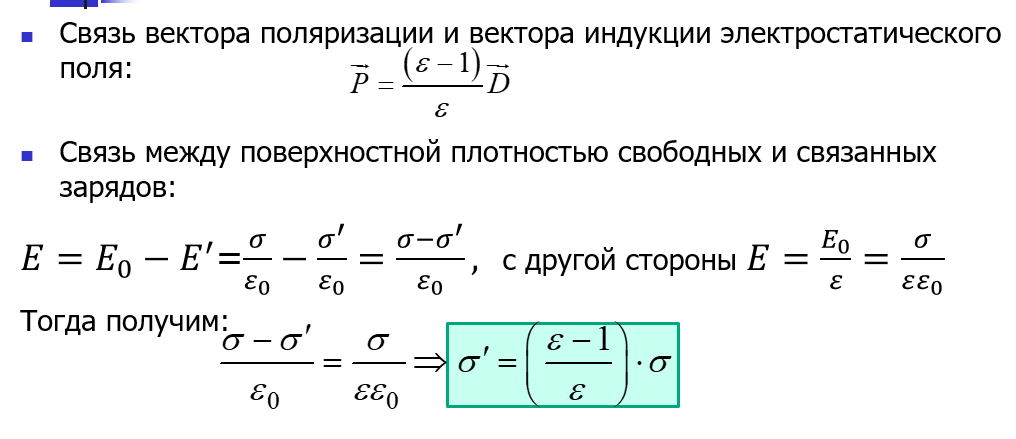 Связь вектора поляризации и вектора индукции электростатического
поля: P⃗ = (ε − 1)/ε D⃗
Связь между поверхностной плотностью свободных и связанных
зарядов:
E = E₀ − E′ = σ/ε₀ − σ′/ε₀ = (σ−σ′)/ε₀ , с другой стороны E = E₀/ε = σ/(εε₀)
Тогда получим:
(σ − σ′)/ε₀ = σ/(εε₀) ⇒ σ′ = ((ε − 1)/ε) · σ